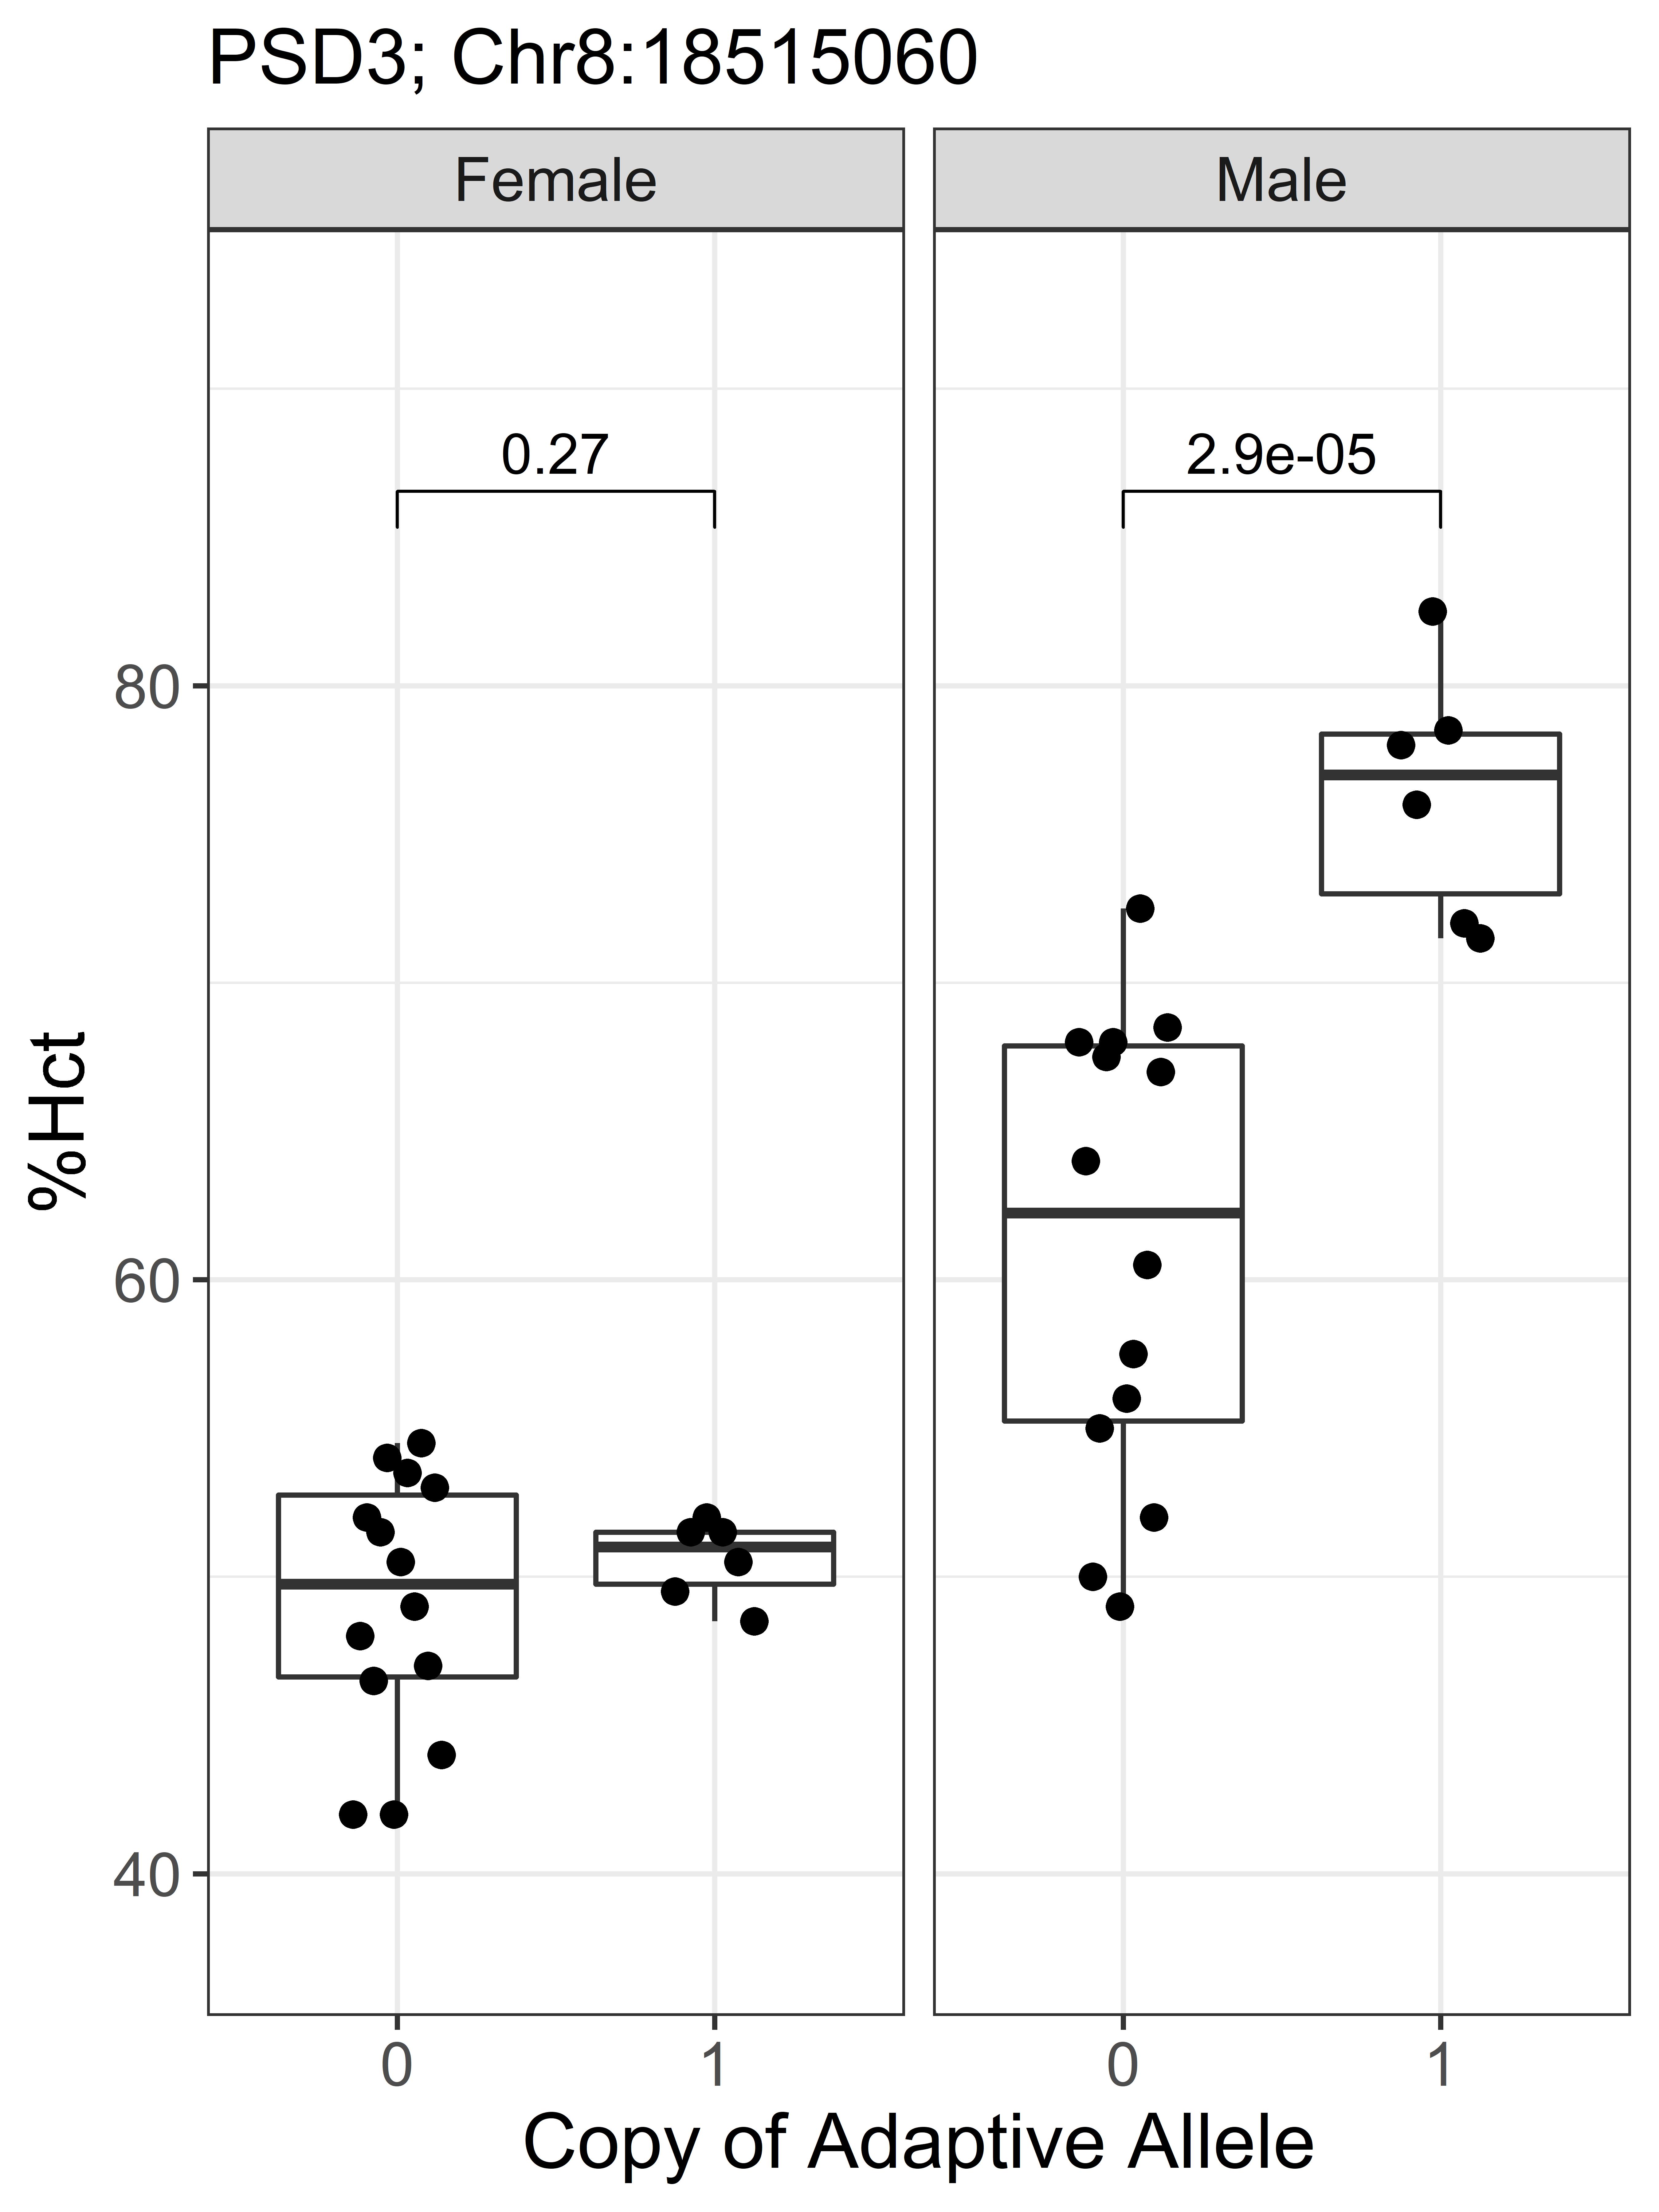 PSD3; Chr8:18515060
Female
Male
0.27
2.9e-05
80
60
40
%Hct
0
1
0
1
Copy of Adaptive Allele